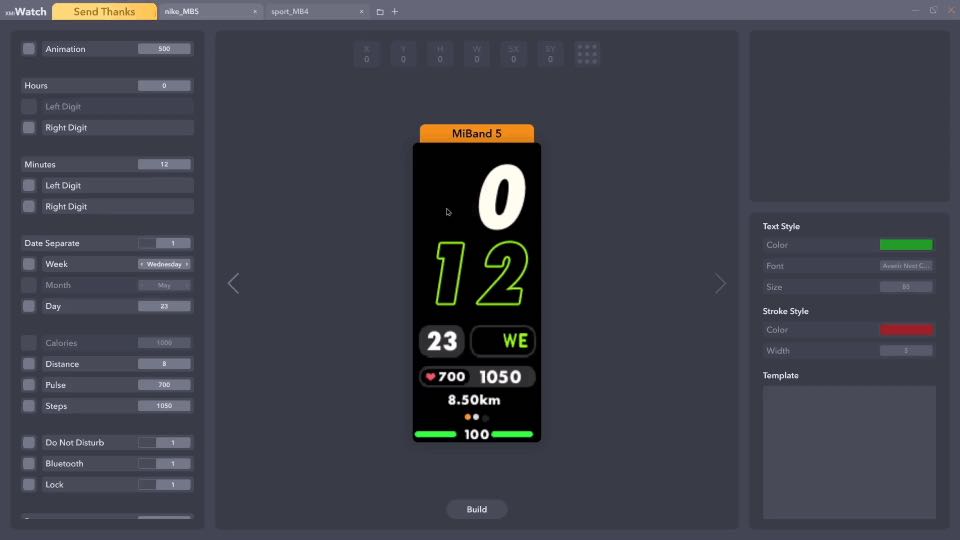 XMiWatch Send Thanks nike_MB5 × sport_MB4 × +
Animation 500
X 0 Y 0 H 0 W 0 SX 0 SY 0
Hours 0
Left Digit
Right Digit
Minutes 12
Left Digit
Right Digit
Date Separate 1
Week Wednesday
Month May
Day 23
Calories 1000
Distance 8
Pulse 700
Steps 1050
Do Not Disturb 1
Bluetooth 1
Lock 1
MiBand 5
0
12
23 WE
700 1050
8.50km
100
Build
Text Style
Color
Font Avenir Next C...
Size 80
Stroke Style
Color
Width 5
Template